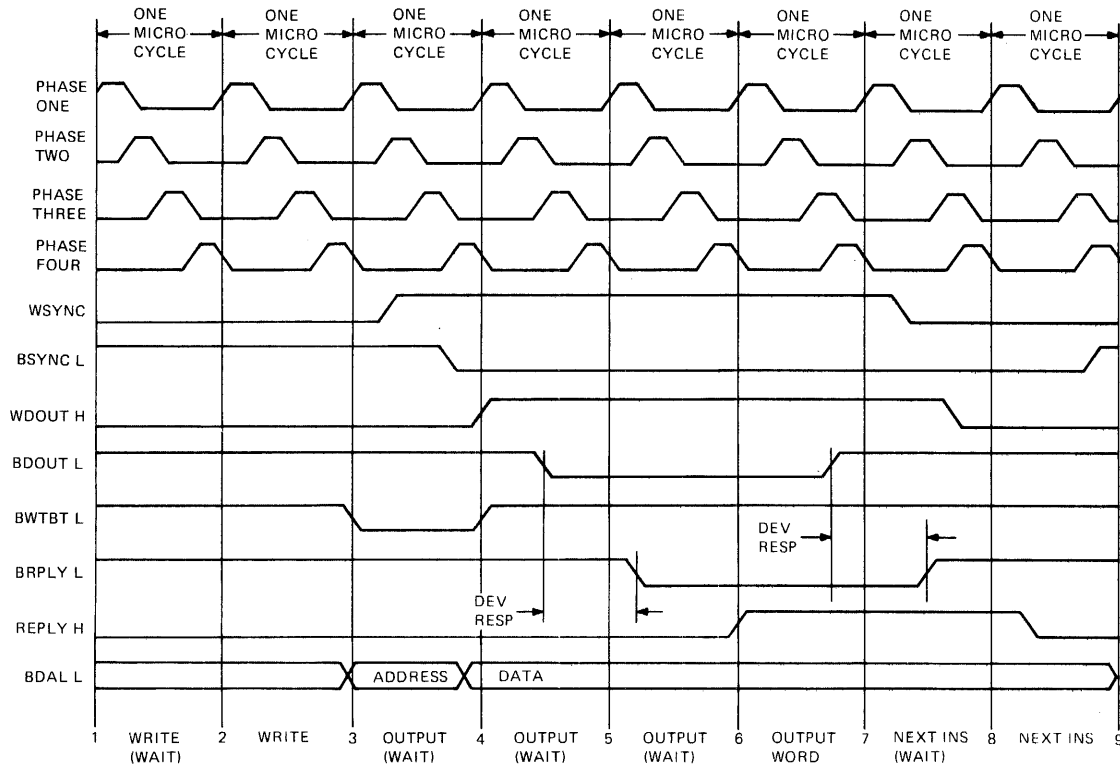 ONE MICRO CYCLE
ONE MICRO CYCLE
ONE MICRO CYCLE
ONE MICRO CYCLE
ONE MICRO CYCLE
ONE MICRO CYCLE
ONE MICRO CYCLE
ONE MICRO CYCLE
PHASE ONE
PHASE TWO
PHASE THREE
PHASE FOUR
WSYNC
BSYNC L
WDOUT H
BDOUT L
BWTBT L
DEV RESP
BRPLY L
DEV RESP
REPLY H
BDAL L
ADDRESS
DATA
1
WRITE (WAIT)
2
WRITE
3
OUTPUT (WAIT)
4
OUTPUT (WAIT)
5
OUTPUT (WAIT)
6
OUTPUT WORD
7
NEXT INS (WAIT)
8
NEXT INS
9